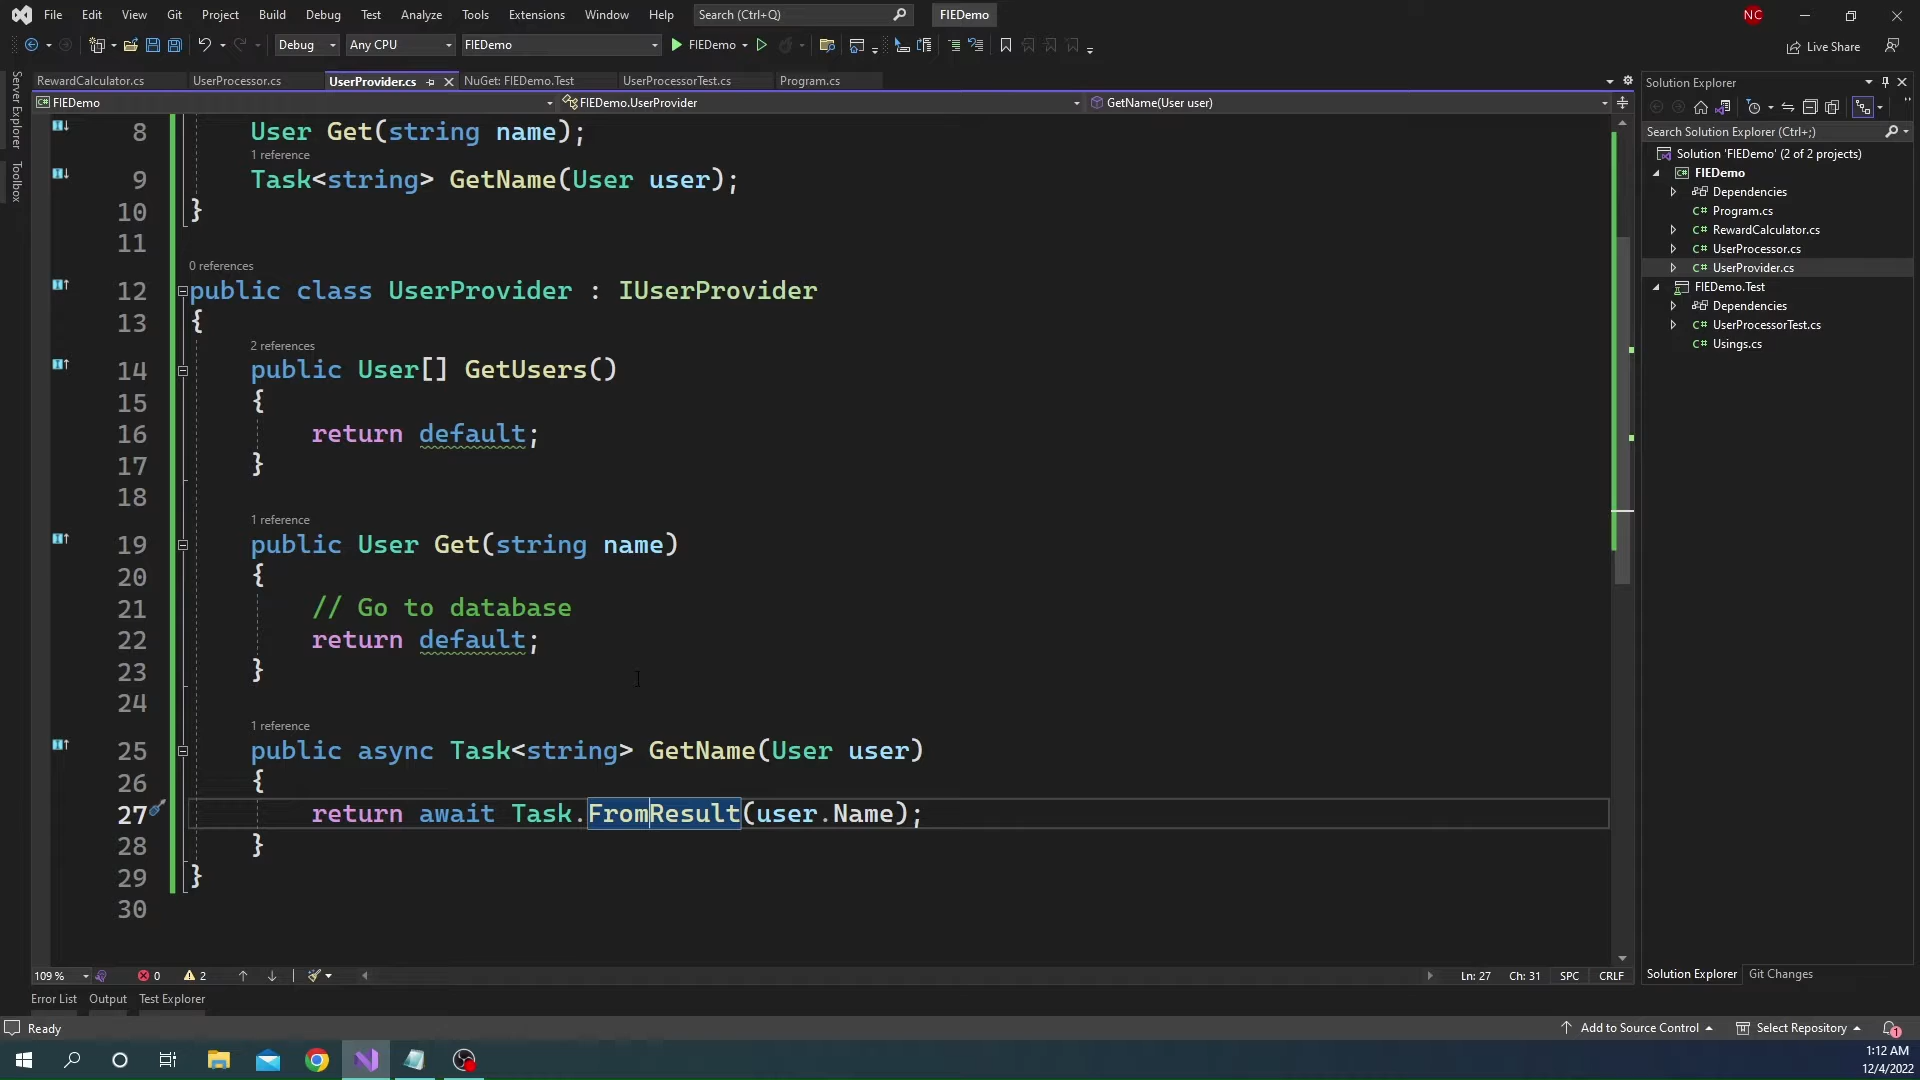 File Edit View Git Project Build Debug Test Analyze Tools Extensions Window Help Search (Ctrl+Q) FIEDemo NC
Debug Any CPU FIEDemo FIEDemo Live Share
RewardCalculator.cs UserProcessor.cs UserProvider.cs NuGet: FIEDemo.Test UserProcessorTest.cs Program.cs
FIEDemo FIEDemo.UserProvider GetName(User user)
Server Explorer
Toolbox
8 User Get(string name);
1 reference
9 Task<string> GetName(User user);
10 }
11
0 references
12 public class UserProvider : IUserProvider
13 {
2 references
14 public User[] GetUsers()
15 {
16 return default;
17 }
18
1 reference
19 public User Get(string name)
20 {
21 // Go to database
22 return default;
23 }
24
1 reference
25 public async Task<string> GetName(User user)
26 {
27 return await Task.FromResult(user.Name);
28 }
29 }
30
109 % 0 2 Ln: 27 Ch: 31 SPC CRLF
Solution Explorer
Search Solution Explorer (Ctrl+;)
Solution 'FIEDemo' (2 of 2 projects)
FIEDemo
Dependencies
C# Program.cs
C# RewardCalculator.cs
C# UserProcessor.cs
C# UserProvider.cs
FIEDemo.Test
Dependencies
C# UserProcessorTest.cs
C# Usings.cs
Solution Explorer Git Changes
Error List Output Test Explorer
Ready Add to Source Control Select Repository 1
1:12 AM
12/4/2022